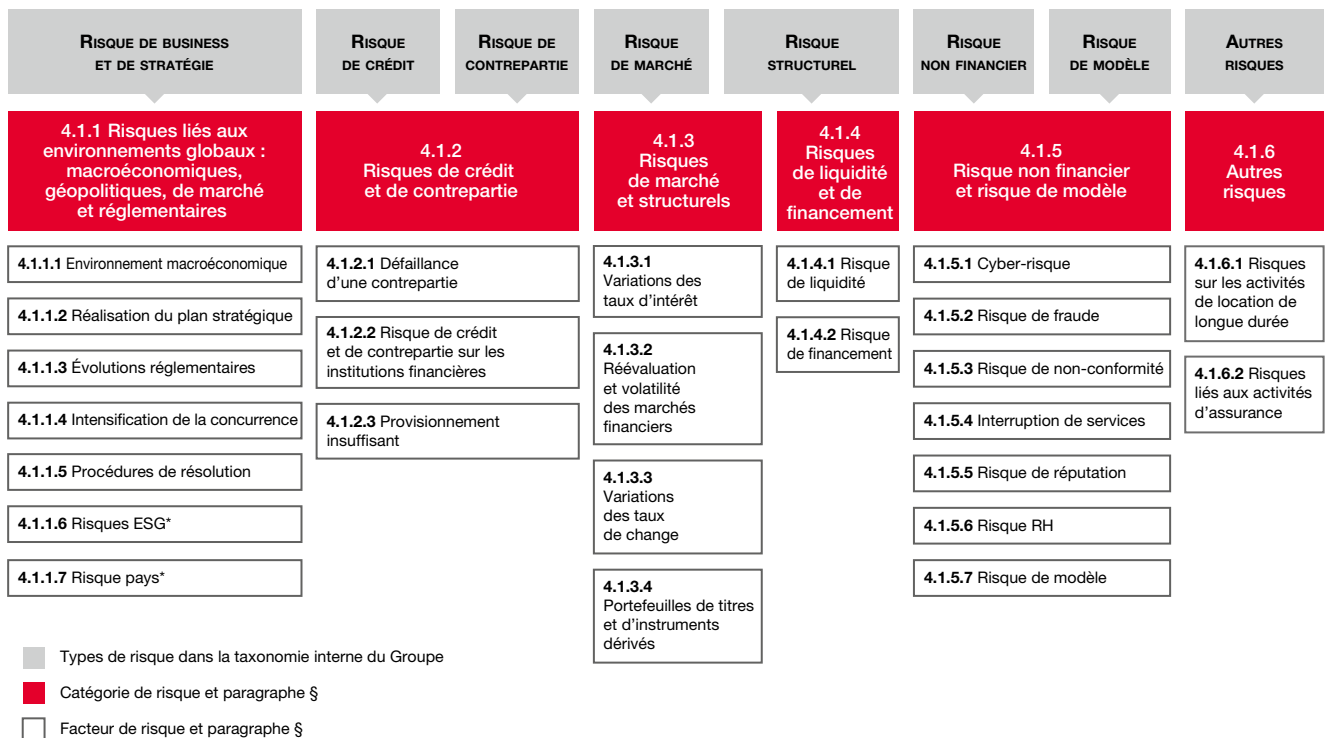 RISQUE DE BUSINESS
ET DE STRATÉGIE
RISQUE
DE CRÉDIT
RISQUE DE
CONTREPARTIE
RISQUE
DE MARCHÉ
RISQUE
STRUCTUREL
RISQUE
NON FINANCIER
RISQUE
DE MODÈLE
AUTRES
RISQUES
4.1.1 Risques liés aux
environnements globaux :
macroéconomiques,
géopolitiques, de marché
et réglementaires
4.1.2
Risques de crédit
et de contrepartie
4.1.3
Risques
de marché
et structurels
4.1.4
Risques
de liquidité
et de
financement
4.1.5
Risque non financier
et risque de modèle
4.1.6
Autres
risques
4.1.1.1 Environnement macroéconomique
4.1.1.2 Réalisation du plan stratégique
4.1.1.3 Évolutions réglementaires
4.1.1.4 Intensification de la concurrence
4.1.1.5 Procédures de résolution
4.1.1.6 Risques ESG*
4.1.1.7 Risque pays*
4.1.2.1 Défaillance
d'une contrepartie
4.1.2.2 Risque de crédit
et de contrepartie sur les
institutions financières
4.1.2.3 Provisionnement
insuffisant
4.1.3.1
Variations des
taux d'intérêt
4.1.3.2
Réévaluation
et volatilité
des marchés
financiers
4.1.3.3
Variations
des taux
de change
4.1.3.4
Portefeuilles de titres
et d'instruments
dérivés
4.1.4.1 Risque
de liquidité
4.1.4.2 Risque
de financement
4.1.5.1 Cyber-risque
4.1.5.2 Risque de fraude
4.1.5.3 Risque de non-conformité
4.1.5.4 Interruption de services
4.1.5.5 Risque de réputation
4.1.5.6 Risque RH
4.1.5.7 Risque de modèle
4.1.6.1 Risques
sur les activités
de location de
longue durée
4.1.6.2 Risques
liés aux activités
d'assurance
Types de risque dans la taxonomie interne du Groupe
Catégorie de risque et paragraphe §
Facteur de risque et paragraphe §